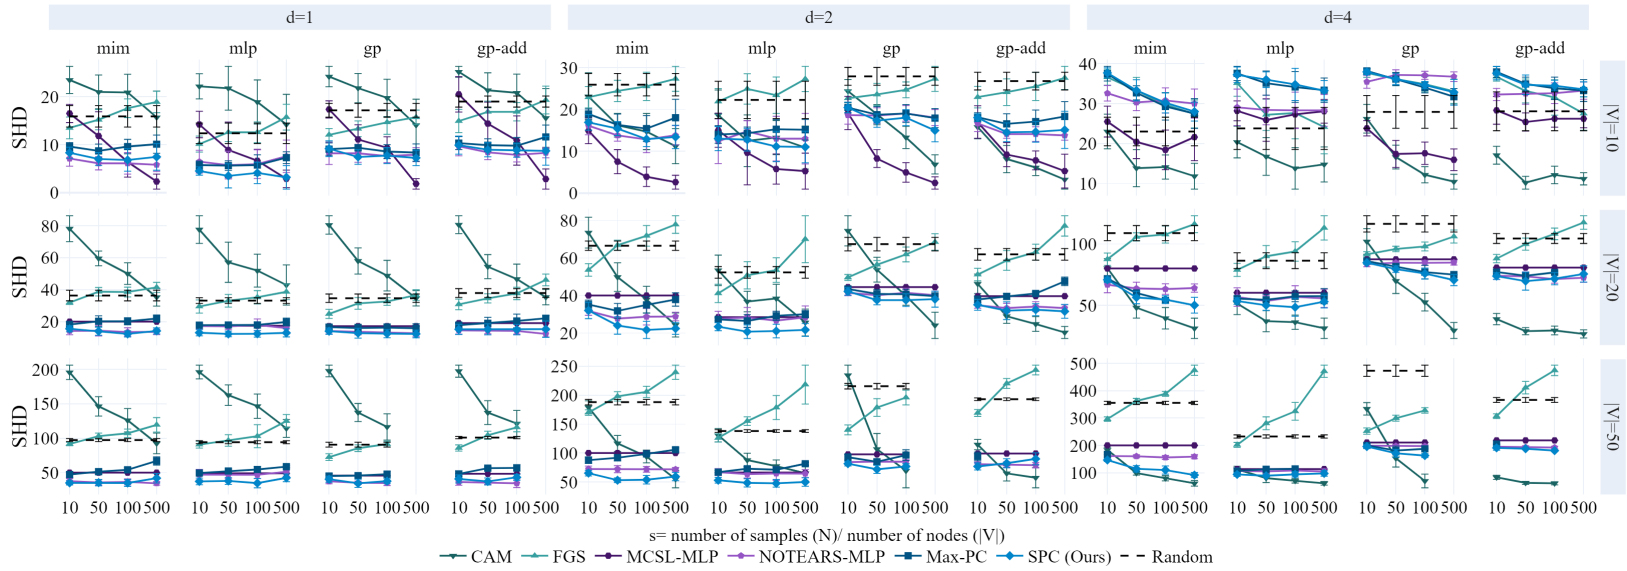 d=1 d=2 d=4
mim mlp gp gp-add mim mlp gp gp-add mim mlp gp gp-add
SHD 20 10 0 30 20 10 0 40 30 20 10 |V|=10
SHD 80 60 40 20 80 60 40 20 100 50 |V|=20
SHD 200 150 100 50 250 200 150 100 50 500 400 300 200 100 |V|=50
10 50 100 500 10 50 100 500 10 50 100 500 10 50 100 500 10 50 100 500 10 50 100 500 10 50 100 500 10 50 100 500 10 50 100 500 10 50 100 500 10 50 100 500 10 50 100 500
s= number of samples (N)/ number of nodes (|V|)
CAM FGS MCSL-MLP NOTEARS-MLP Max-PC SPC (Ours) Random